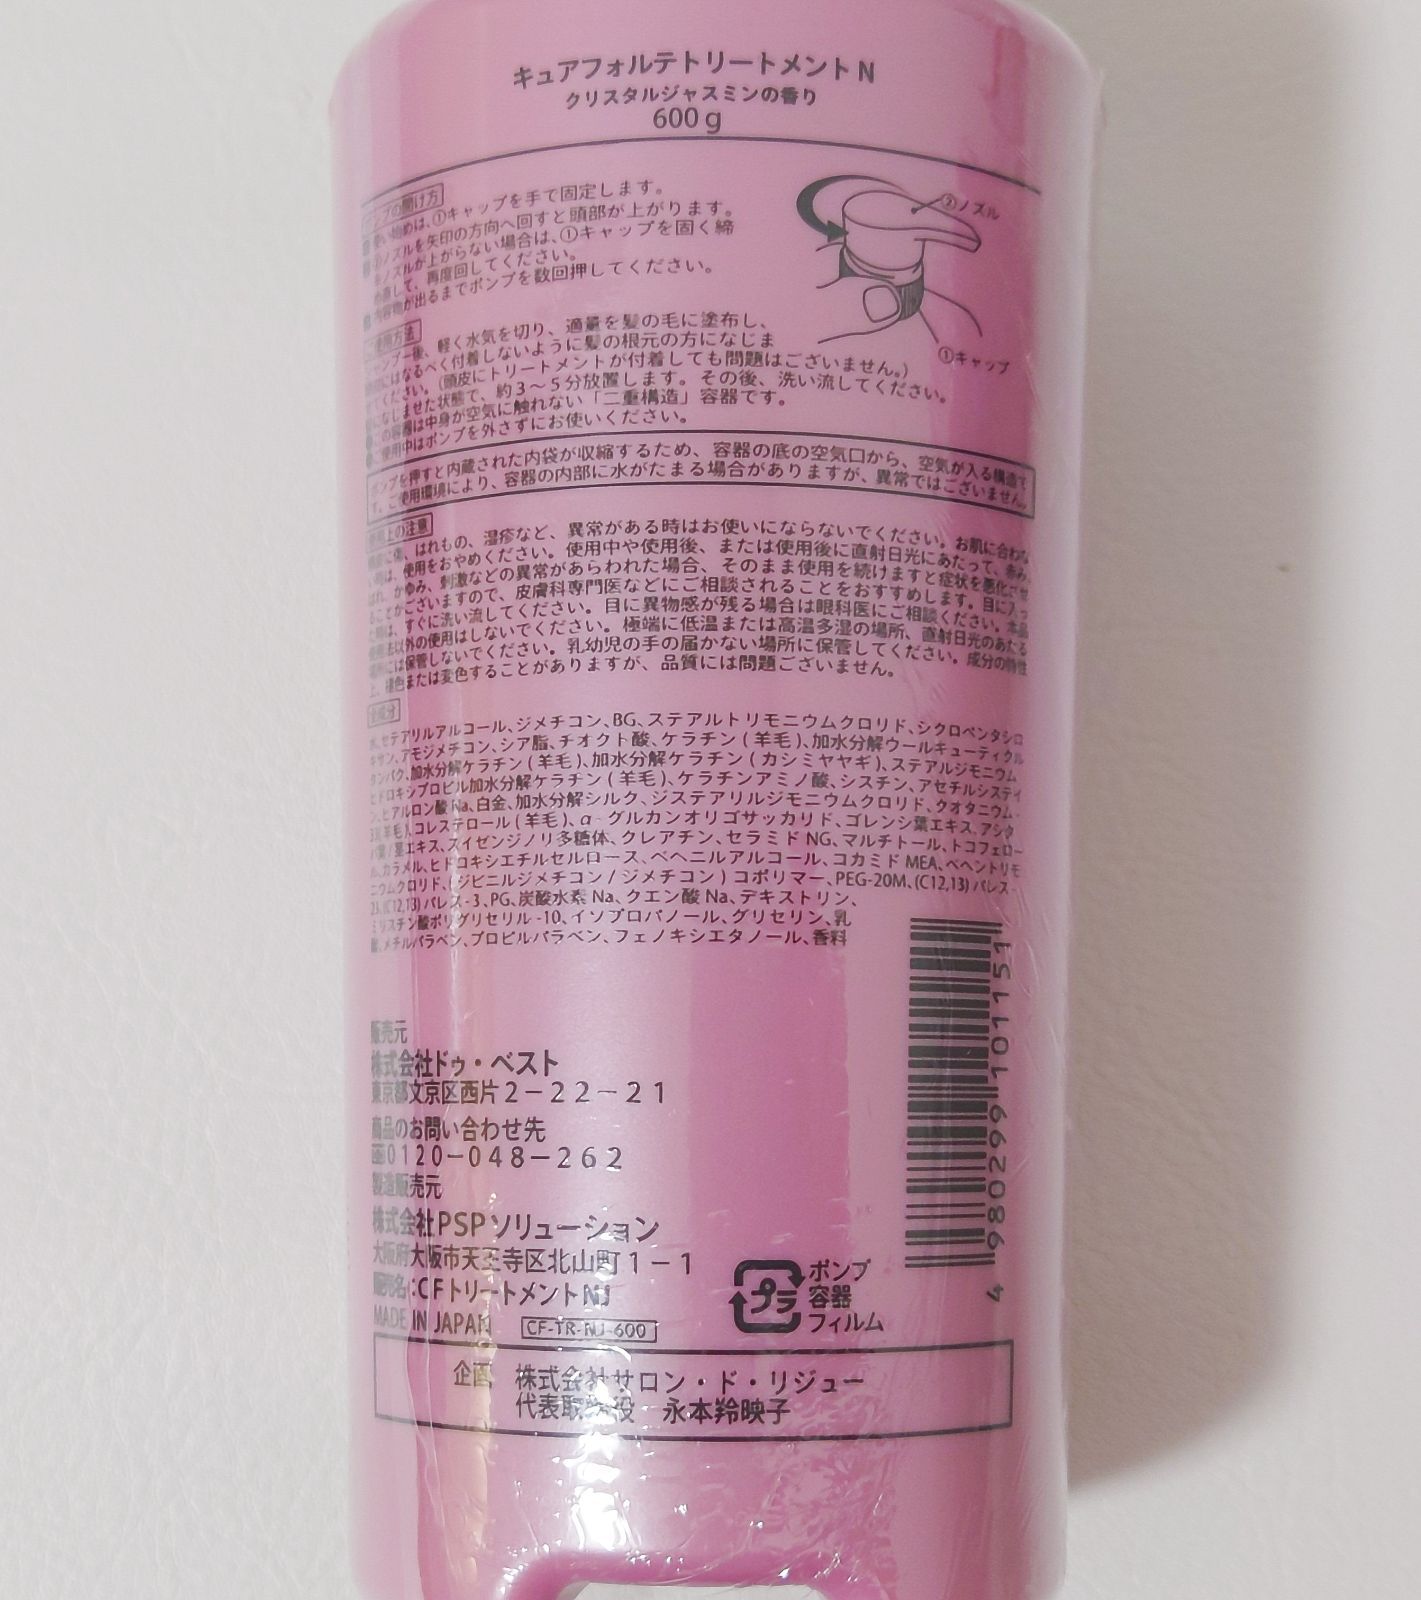 キュアフォルテトリートメント N
クリスタルジャスミンの香り
600 g
ポンプの開け方
使い始めは、①キャップを手で固定します。
②ノズルを矢印の方向へ回すと頭部が上がります。
ノズルが上がらない場合は、①キャップを固く締
め直して、再度回してください。
内容物が出るまでポンプを数回押してください。
②ノズル
①キャップ
ご使用方法
シャンプー後、軽く水気を切り、適量を髪の毛に塗布し、
にはなるべく付着しないように髪の根元の方になじま
せてください。(頭皮にトリートメントが付着しても問題はございません。)
になじませた状態で、約3～5分放置します。その後、洗い流してください。
この容器は中身が空気に触れない「二重構造」容器です。
ご使用中はポンプを外さずにお使いください。
ポンプを押すと内蔵された内袋が収縮するため、容器の底の空気口から、空気が入る構造で
す。ご使用環境により、容器の内部に水がたまる場合がありますが、異常ではございません。
使用上の注意
に傷、はれもの、湿疹など、異常がある時はお使いにならないでください。お肌に合わな
い時は、使用をおやめください。使用中や使用後、または使用後に直射日光にあたって、赤み、
はれ、かゆみ、刺激などの異常があらわれた場合、そのまま使用を続けますと症状を悪化させ
ることがございますので、皮膚科専門医などにご相談されることをおすすめします。目に入っ
た時は、すぐに洗い流してください。目に異物感が残る場合は眼科医にご相談ください。本品
使用法以外の使用はしないでください。極端に低温または高温多湿の場所、直射日光のあたる
場所には保管しないでください。乳幼児の手の届かない場所に保管してください。成分の特性
上、褪色または変色することがありますが、品質には問題ございません。
全成分
水、セテアリルアルコール、ジメチコン、BG、ステアルトリモニウムクロリド、シクロペンタシロ
キサン、アモジメチコン、シア脂、チオクト酸、ケラチン ( 羊毛 )、加水分解ウールキューティクル
タンパク、加水分解ケラチン ( 羊毛 )、加水分解ケラチン ( カシミヤヤギ )、ステアルジモニウム
ヒドロキシプロピル加水分解ケラチン ( 羊毛 )、ケラチンアミノ酸、シスチン、アセチルシステイ
ン、ヒアルロン酸 Na、白金、加水分解シルク、ジステアリルジモニウムクロリド、クオタニウム-
33(羊毛)、コレステロール ( 羊毛 )、α - グルカンオリゴサッカリド、ゴレンシ葉エキス、アシタ
バ葉 / 茎エキス、スイゼンジノリ多糖体、クレアチン、セラミド NG、マルチトール、トコフェロー
ル、カラメル、ヒドロキシエチルセルロース、ベヘニルアルコール、コカミド MEA、ベヘントリモ
ニウムクロリド、( ジビニルジメチコン / ジメチコン ) コポリマー、PEG-20M、(C12,13) パレス-
23、(C12,13) パレス -3、PG、炭酸水素 Na、クエン酸 Na、デキストリン、
ミリスチン酸ポリグリセリル -10、イソプロパノール、グリセリン、乳
酸、メチルパラベン、プロピルパラベン、フェノキシエタノール、香料
販売元
株式会社ドゥ・ベスト
東京都文京区西片2－22－21
商品のお問い合わせ先
0120－048－262
製造販売元
株式会社PSPソリューション
大阪府大阪市天王寺区北山町1－1
販売名:CFトリートメントNJ
MADE IN JAPAN
CF-TR-NJ-600
プラ
ポンプ
容器
フィルム
4 980299 101151
企画 株式会社サロン・ド・リジュー
代表取締役 永本羚映子